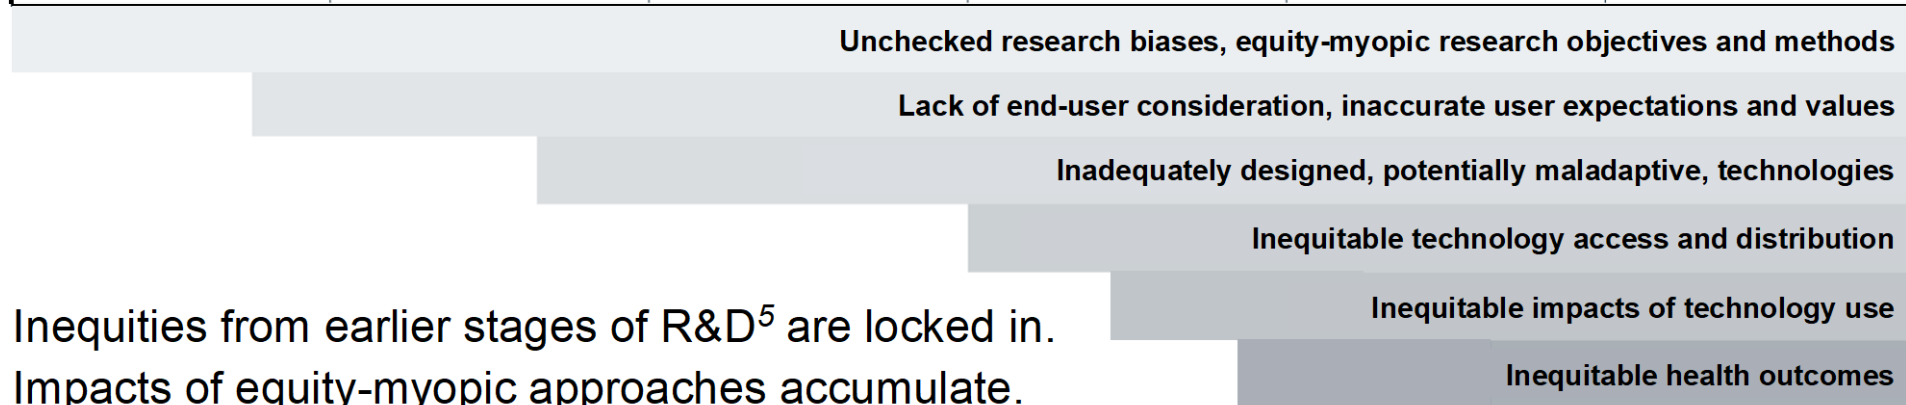 Unchecked research biases, equity-myopic research objectives and methods
Lack of end-user consideration, inaccurate user expectations and values
Inadequately designed, potentially maladaptive, technologies
Inequitable technology access and distribution
Inequitable impacts of technology use
Inequitable health outcomes
Inequities from earlier stages of R&D⁵ are locked in.
Impacts of equity-myopic approaches accumulate.